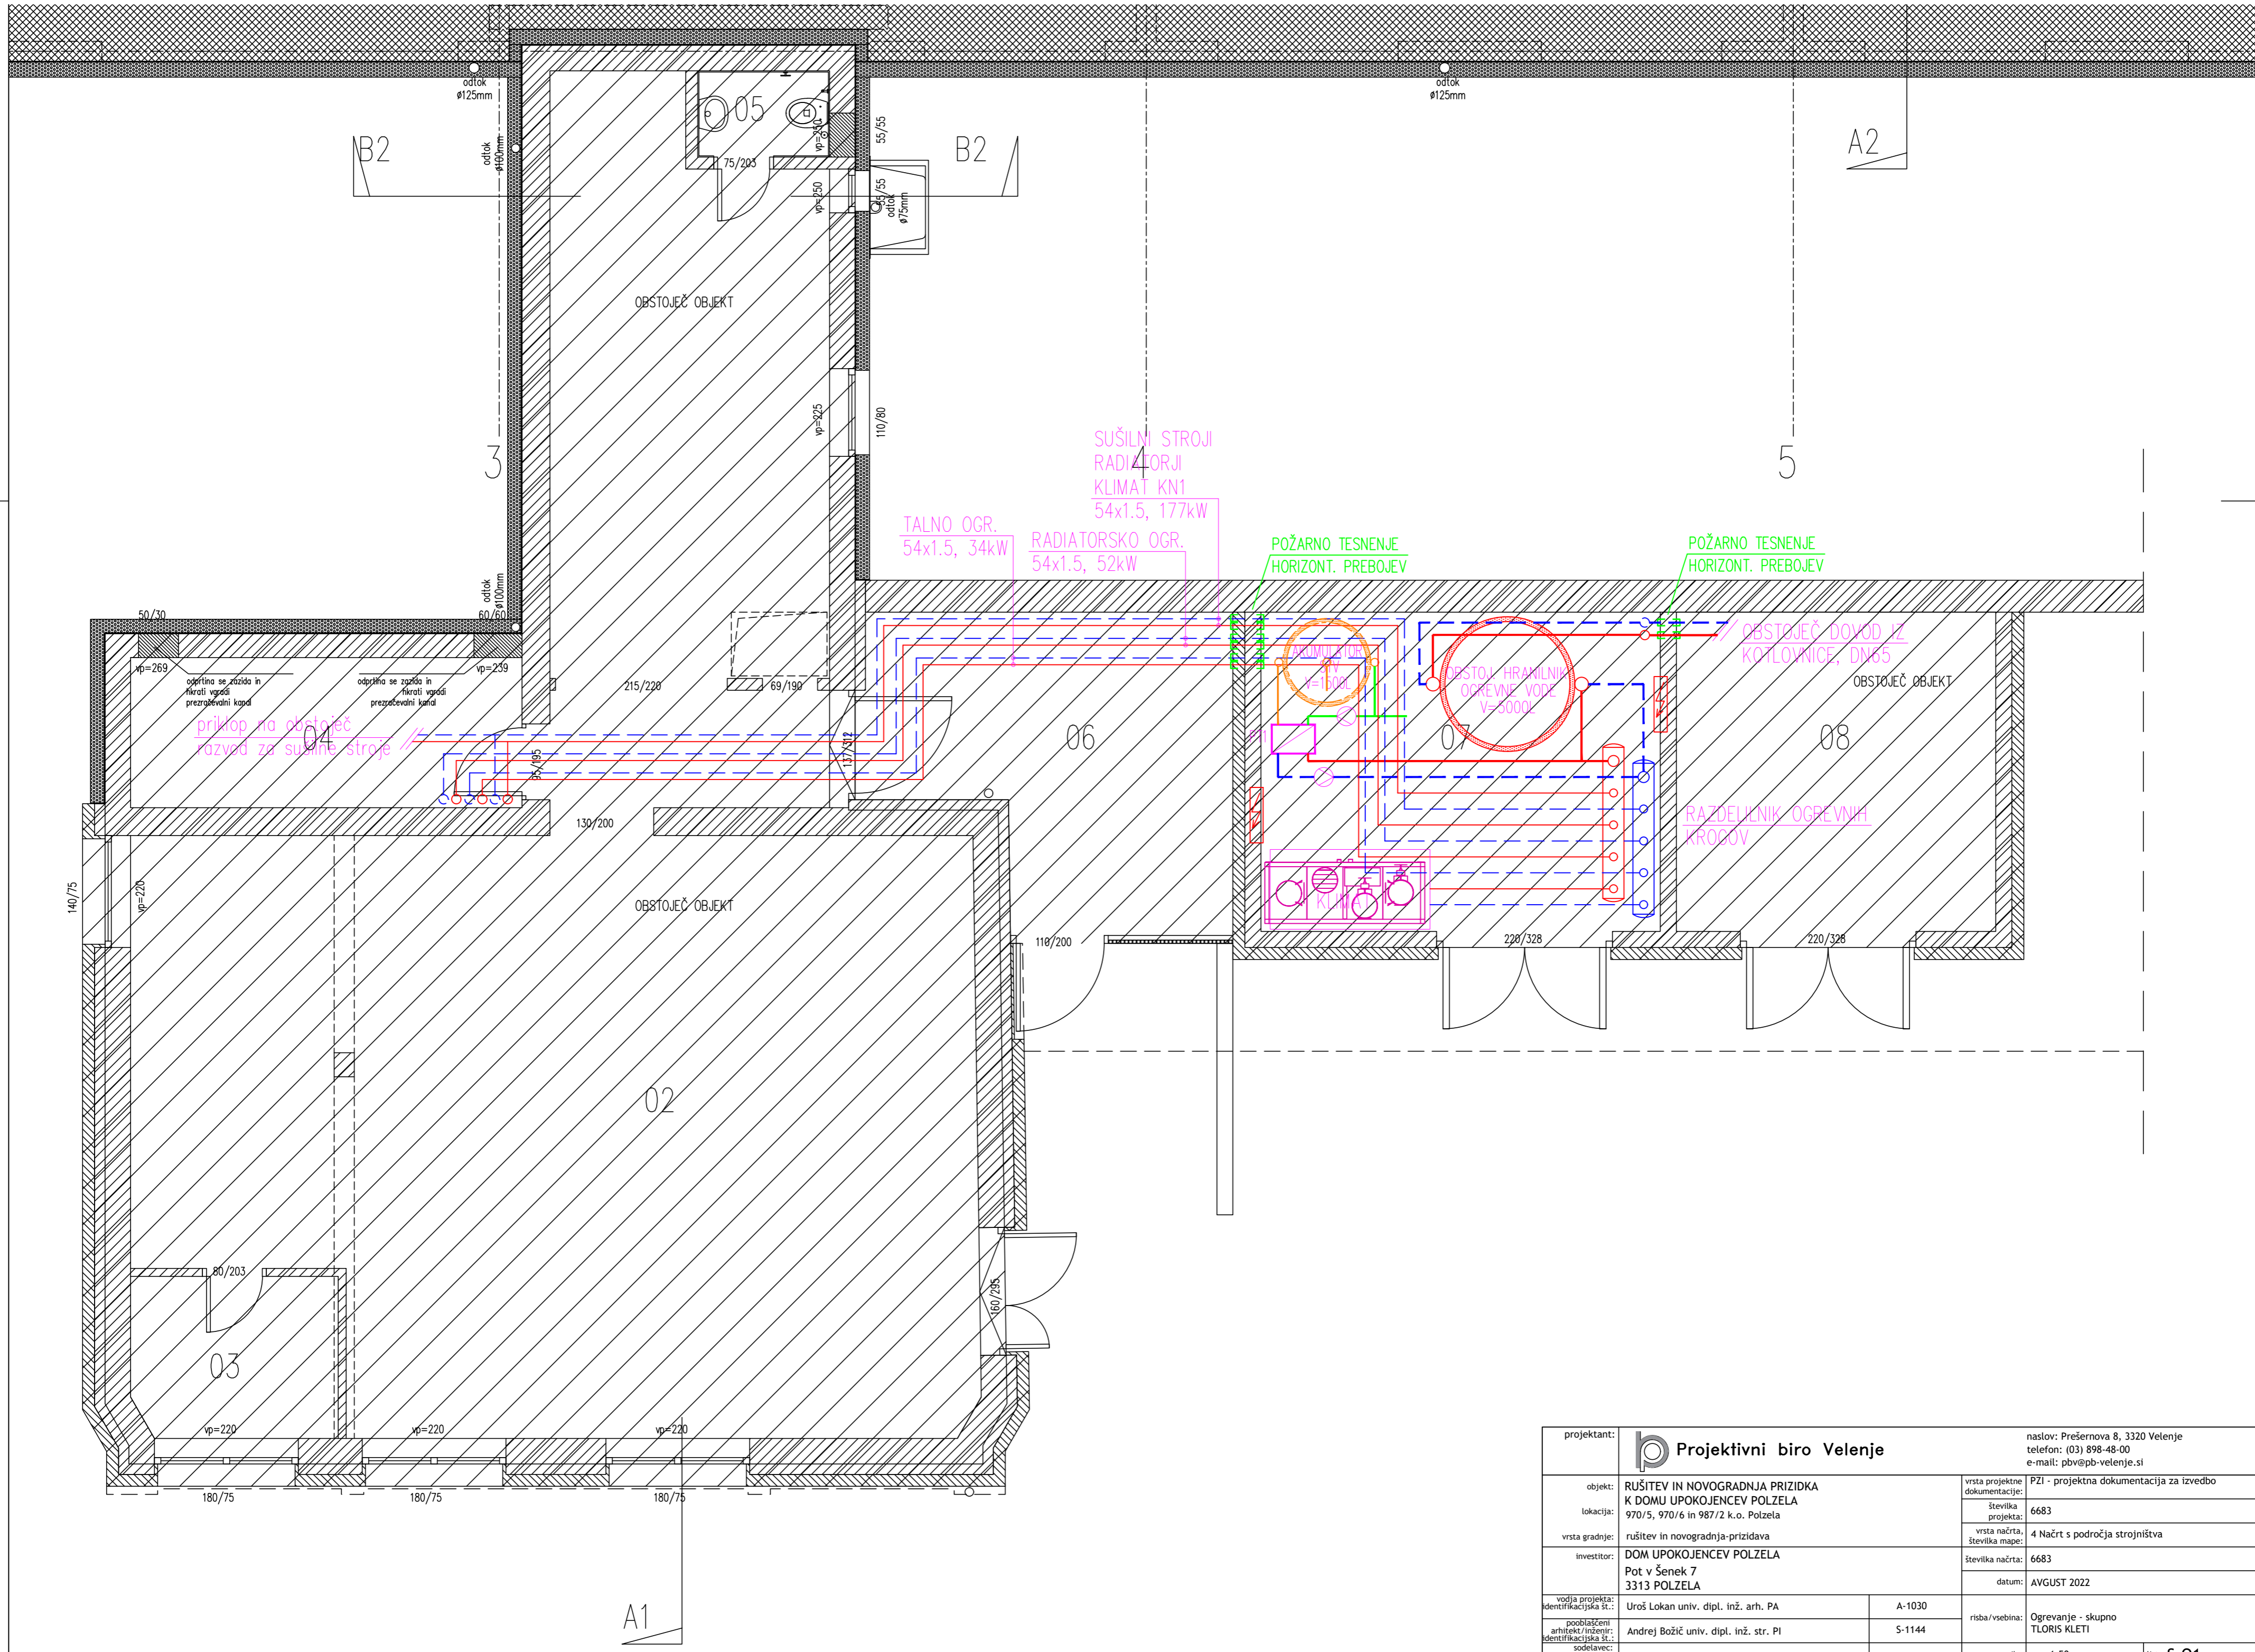 odtok
ø125mm
odtok
ø125mm
B2
odtok
ø100mm
05
vp=250
55/55
B2
A2
75/203
vp=250
55/55
odtok
ø75mm
OBSTOJEČ OBJEKT
vp=225
110/80
3
4
5
SUŠILNI STROJI
RADIATORJI
KLIMAT KN1
54x1.5, 177kW
TALNO OGR.
54x1.5, 34kW
RADIATORSKO OGR.
54x1.5, 52kW
POŽARNO TESNENJE
HORIZONT. PREBOJEV
POŽARNO TESNENJE
HORIZONT. PREBOJEV
odtok
ø100mm
50/30
60/60
vp=269
vp=239
odprtina se zazida in
hkrati vgradi
prezračevalni kanal
odprtina se zazida in
hkrati vgradi
prezračevalni kanal
215/220
69/190
priklop na obstoječ
razvod za sušilne stroje
04
95/195
137/312
06
AKUMULATOR
V=1500L
OBSTOJ. HRANILNIK
OGREVNE VODE
V=5000L
07
OBSTOJEČ DOVOD IZ
KOTLOVNICE, DN65
OBSTOJEČ OBJEKT
08
RAZDELILNIK OGREVNIH
KROGOV
KLIMAT
130/200
140/75
vp=220
OBSTOJEČ OBJEKT
110/200
220/328
220/328
02
80/203
03
160/295
vp=220
vp=220
vp=220
180/75
180/75
180/75
A1
projektant:
Projektivni biro Velenje
naslov: Prešernova 8, 3320 Velenje
telefon: (03) 898-48-00
e-mail: pbv@pb-velenje.si
objekt:
RUŠITEV IN NOVOGRADNJA PRIZIDKA
K DOMU UPOKOJENCEV POLZELA
lokacija:
970/5, 970/6 in 987/2 k.o. Polzela
vrsta gradnje:
rušitev in novogradnja-prizidava
vrsta projektne
dokumentacije:
PZI - projektna dokumentacija za izvedbo
številka
projekta:
6683
vrsta načrta,
številka mape:
4 Načrt s področja strojništva
investitor:
DOM UPOKOJENCEV POLZELA
Pot v Šenek 7
3313 POLZELA
številka načrta:
6683
datum:
AVGUST 2022
vodja projekta:
identifikacijska št.:
Uroš Lokan univ. dipl. inž. arh. PA
A-1030
pooblaščeni
arhitekt/inženir:
identifikacijska št.:
Andrej Božič univ. dipl. inž. str. PI
S-1144
risba/vsebina:
Ogrevanje - skupno
TLORIS KLETI
sodelavec: